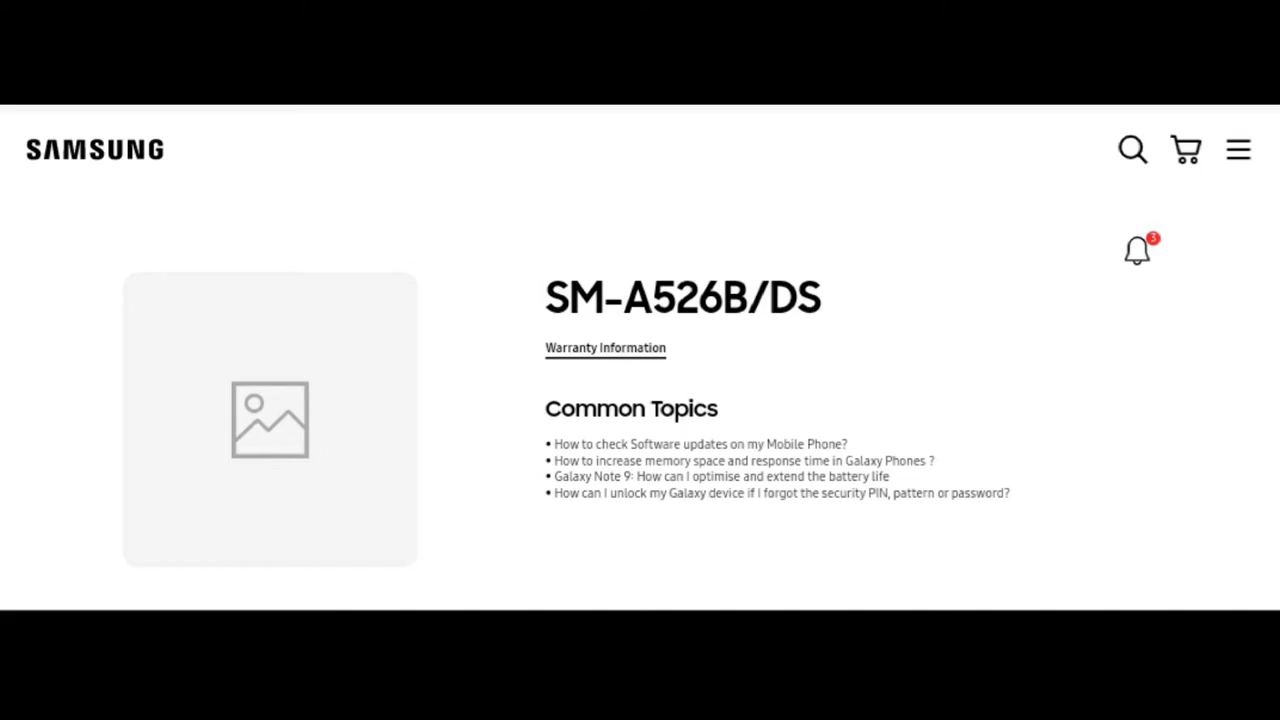 SAMSUNG
3
SM-A526B/DS
Warranty Information
Common Topics
• How to check Software updates on my Mobile Phone?
• How to increase memory space and response time in Galaxy Phones ?
• Galaxy Note 9: How can I optimise and extend the battery life
• How can I unlock my Galaxy device if I forgot the security PIN, pattern or password?